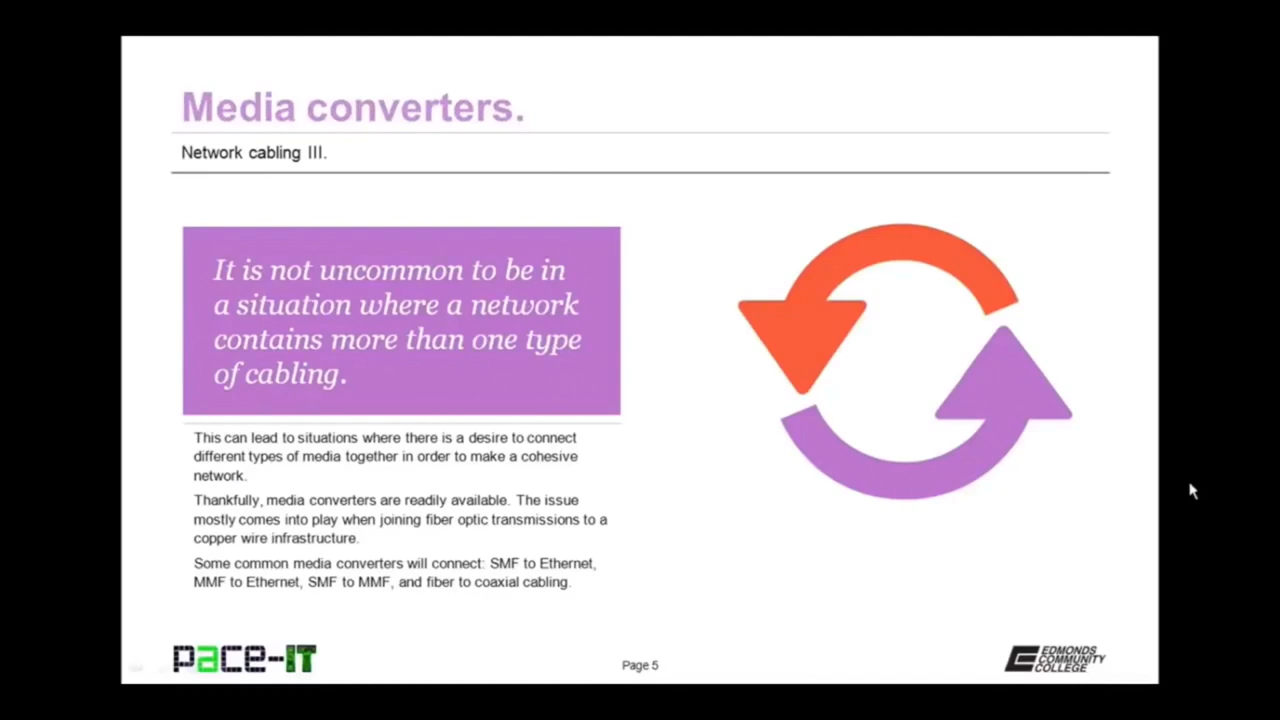 Media converters.
Network cabling III.
It is not uncommon to be in
a situation where a network
contains more than one type
of cabling.
This can lead to situations where there is a desire to connect
different types of media together in order to make a cohesive
network.
Thankfully, media converters are readily available. The issue
mostly comes into play when joining fiber optic transmissions to a
copper wire infrastructure.
Some common media converters will connect: SMF to Ethernet,
MMF to Ethernet, SMF to MMF, and fiber to coaxial cabling.
pace-IT
Page 5
EDMONDS
COMMUNITY
COLLEGE